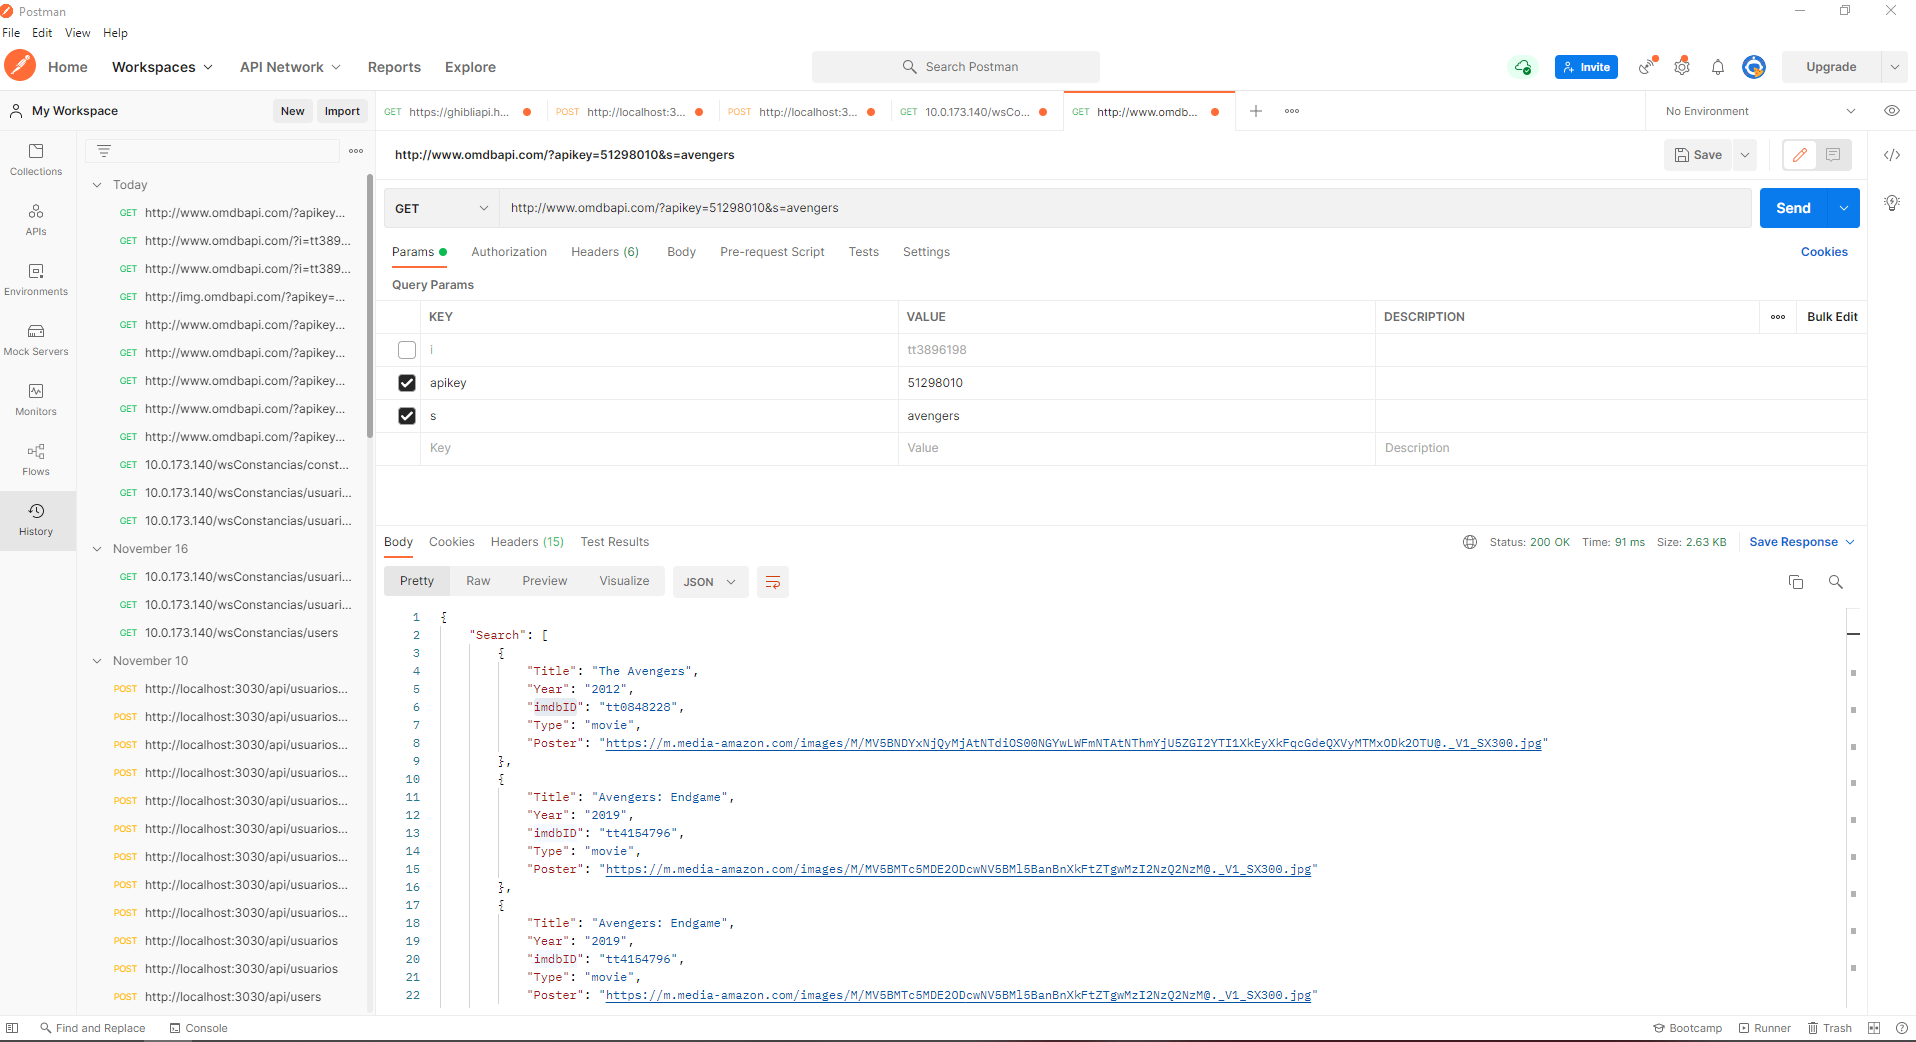 Postman
File Edit View Help
Home Workspaces API Network Reports Explore Search Postman Invite Upgrade
My Workspace New Import
GET https://ghibliapi.h... POST http://localhost:3... POST http://localhost:3... GET 10.0.173.140/wsCo... GET http://www.omdb... No Environment
http://www.omdbapi.com/?apikey=51298010&s=avengers Save
GET http://www.omdbapi.com/?apikey=51298010&s=avengers Send
Params Authorization Headers (6) Body Pre-request Script Tests Settings Cookies
Query Params
KEY VALUE DESCRIPTION Bulk Edit
i tt3896198
apikey 51298010
s avengers
Key Value Description
Collections
APIs
Environments
Mock Servers
Monitors
Flows
History
Today
GET http://www.omdbapi.com/?apikey...
GET http://www.omdbapi.com/?i=tt389...
GET http://www.omdbapi.com/?i=tt389...
GET http://img.omdbapi.com/?apikey=...
GET http://www.omdbapi.com/?apikey...
GET http://www.omdbapi.com/?apikey...
GET http://www.omdbapi.com/?apikey...
GET http://www.omdbapi.com/?apikey...
GET http://www.omdbapi.com/?apikey...
GET 10.0.173.140/wsConstancias/const...
GET 10.0.173.140/wsConstancias/usuari...
GET 10.0.173.140/wsConstancias/usuari...
November 16
GET 10.0.173.140/wsConstancias/usuari...
GET 10.0.173.140/wsConstancias/usuari...
GET 10.0.173.140/wsConstancias/users
November 10
POST http://localhost:3030/api/usuarios...
POST http://localhost:3030/api/usuarios...
POST http://localhost:3030/api/usuarios...
POST http://localhost:3030/api/usuarios...
POST http://localhost:3030/api/usuarios...
POST http://localhost:3030/api/usuarios...
POST http://localhost:3030/api/usuarios...
POST http://localhost:3030/api/usuarios...
POST http://localhost:3030/api/usuarios...
POST http://localhost:3030/api/usuarios
POST http://localhost:3030/api/usuarios
POST http://localhost:3030/api/users
Body Cookies Headers (15) Test Results Status: 200 OK Time: 91 ms Size: 2.63 KB Save Response
Pretty Raw Preview Visualize JSON
1 {
2 "Search": [
3 {
4 "Title": "The Avengers",
5 "Year": "2012",
6 "imdbID": "tt0848228",
7 "Type": "movie",
8 "Poster": "https://m.media-amazon.com/images/M/MV5BNDYxNjQyMjAtNTdiOS00NGYwLWFmNTAtNThmYjU5ZGI2YTI1XkEyXkFqcGdeQXVyMTMxODk2OTU@._V1_SX300.jpg"
9 },
10 {
11 "Title": "Avengers: Endgame",
12 "Year": "2019",
13 "imdbID": "tt4154796",
14 "Type": "movie",
15 "Poster": "https://m.media-amazon.com/images/M/MV5BMTc5MDE2ODcwNV5BMl5BanBnXkFtZTgwMzI2NzQ2NzM@._V1_SX300.jpg"
16 },
17 {
18 "Title": "Avengers: Endgame",
19 "Year": "2019",
20 "imdbID": "tt4154796",
21 "Type": "movie",
22 "Poster": "https://m.media-amazon.com/images/M/MV5BMTc5MDE2ODcwNV5BMl5BanBnXkFtZTgwMzI2NzQ2NzM@._V1_SX300.jpg"
Find and Replace Console Bootcamp Runner Trash